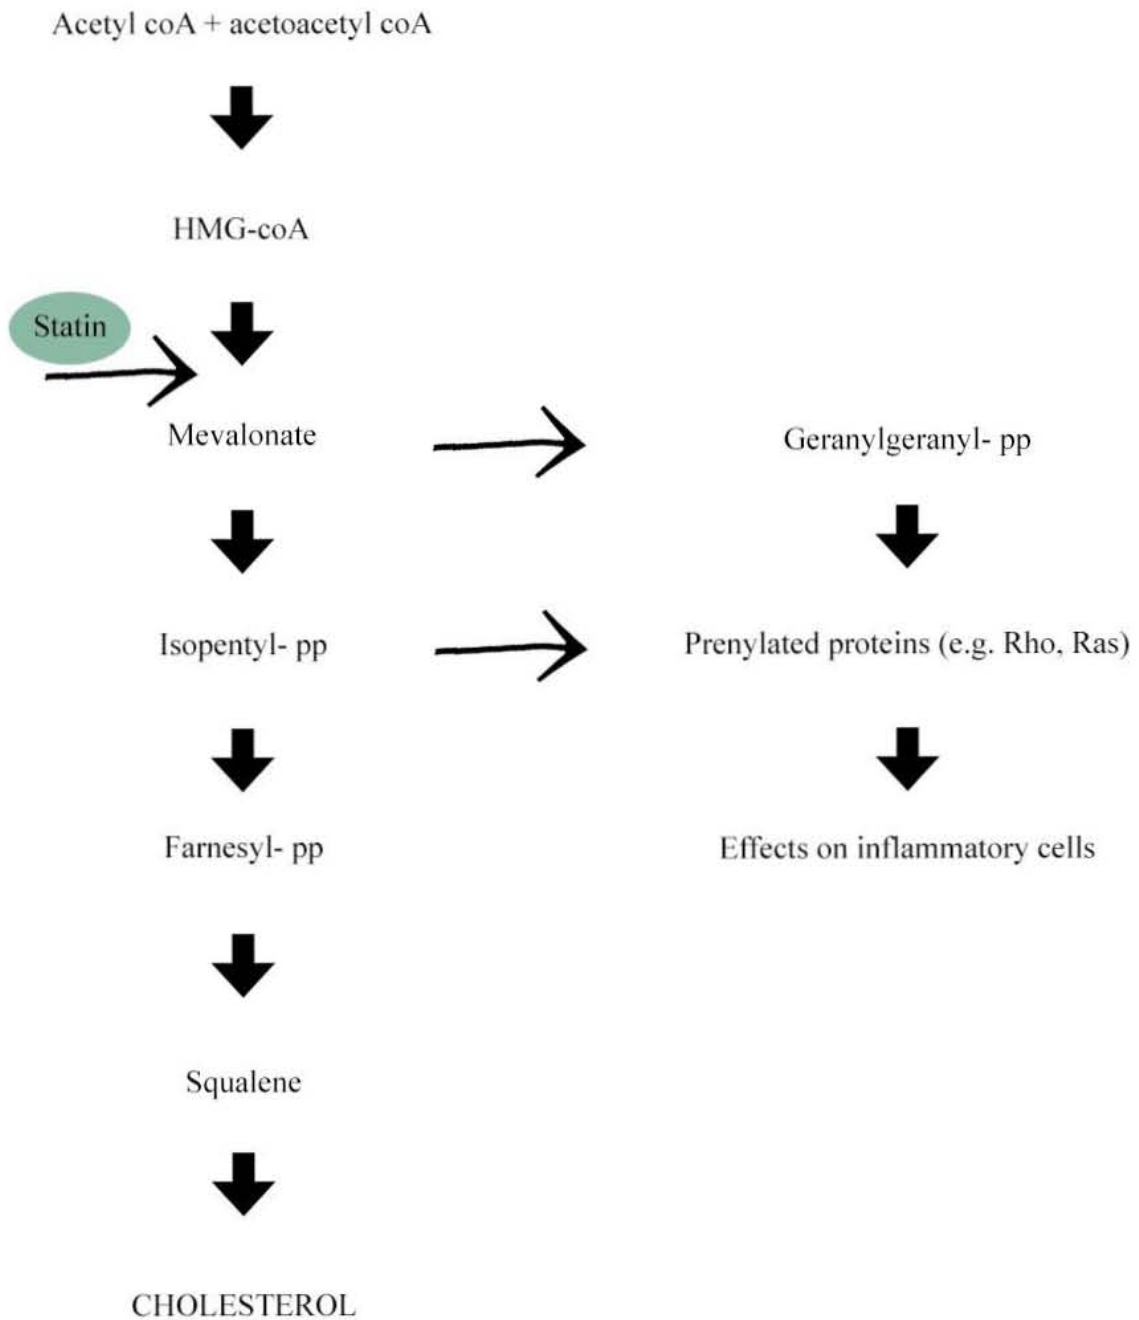 Acetyl coA + acetoacetyl coA
HMG-coA
Statin
Mevalonate
Geranylgeranyl- pp
Isopentyl- pp
Prenylated proteins (e.g. Rho, Ras)
Farnesyl- pp
Effects on inflammatory cells
Squalene
CHOLESTEROL